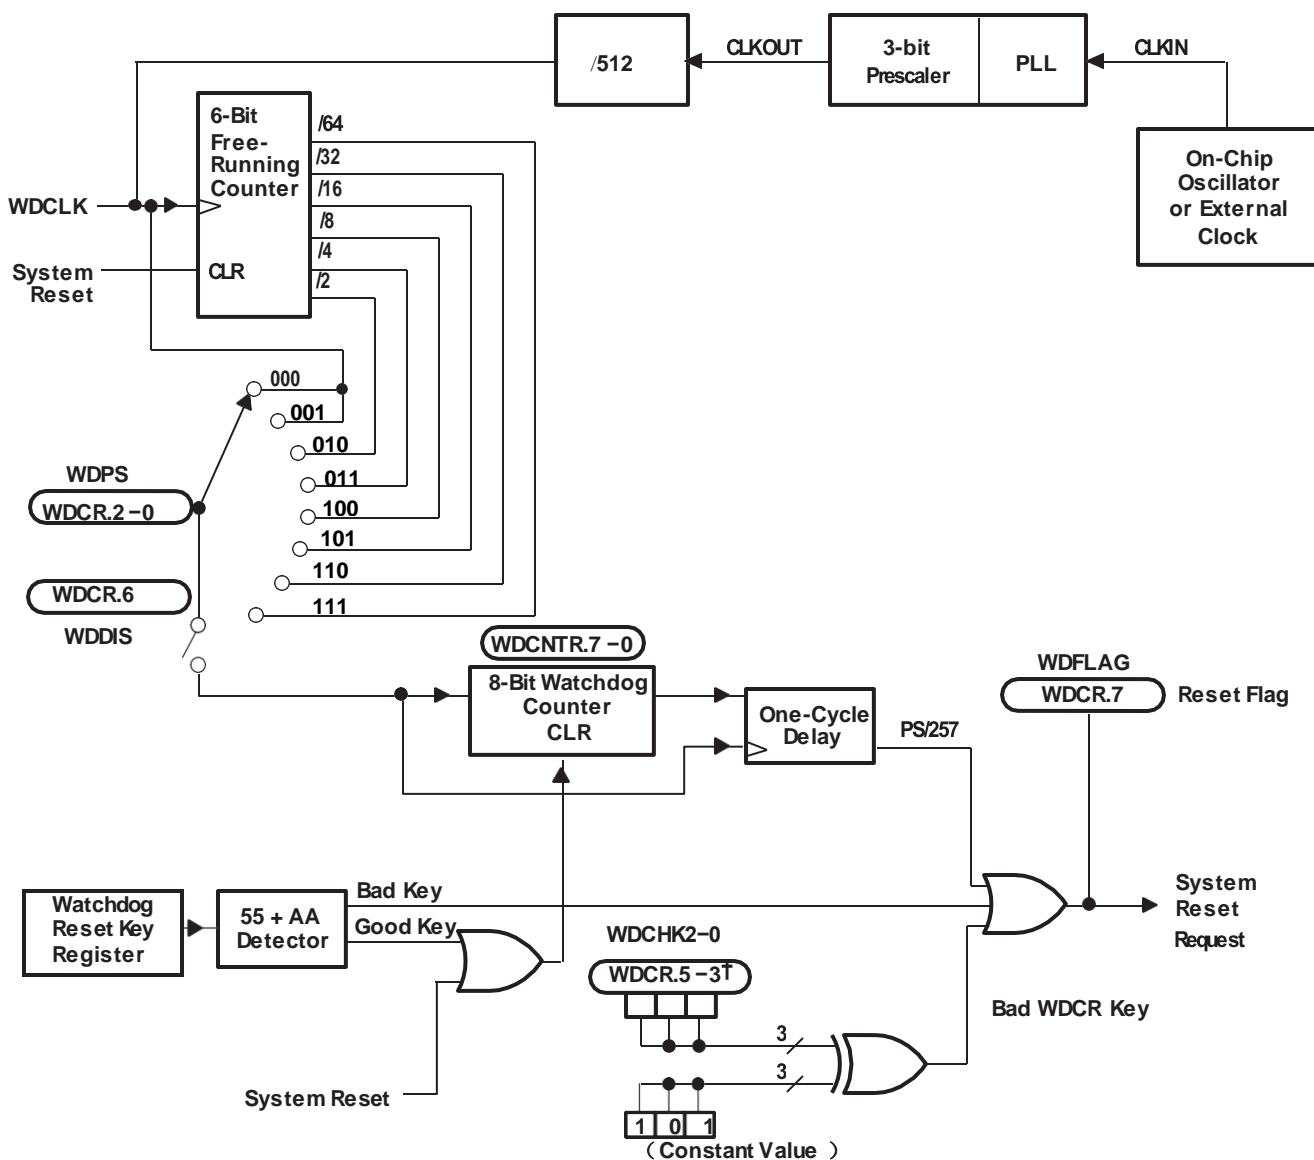 /512
CLKOUT
3-bit
Prescaler
PLL
CLKIN
On-Chip
Oscillator
or External
Clock
6-Bit
Free-
Running
Counter
CLR
/64
/32
/16
/8
/4
/2
WDCLK
System
Reset
000
001
010
011
100
101
110
111
WDPS
WDCR.2 −0
WDCR.6
WDDIS
WDCNTR.7 −0
8-Bit Watchdog
Counter
CLR
One-Cycle
Delay
PS/257
WDFLAG
WDCR.7
Reset Flag
Watchdog
Reset Key
Register
55 + AA
Detector
Bad Key
Good Key
System
Reset
Request
WDCHK2−0
WDCR.5 −3†
Bad WDCR Key
3
3
System Reset
1 0 1
(Constant Value )